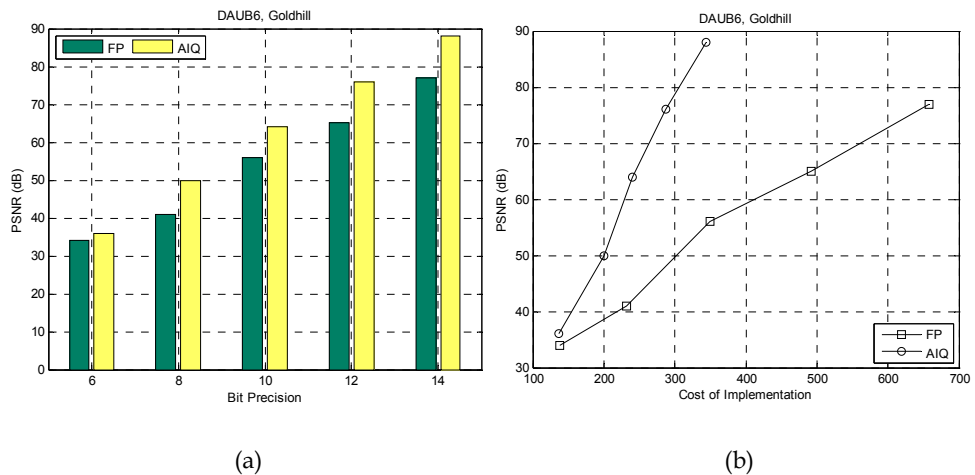 DAUB6, Goldhill
FP AIQ
90
80
70
60
50
40
30
20
10
0
PSNR (dB)
6 8 10 12 14
Bit Precision
(a)
DAUB6, Goldhill
90
80
70
60
50
40
30
PSNR (dB)
FP
AIQ
100 200 300 400 500 600 700
Cost of Implementation
(b)